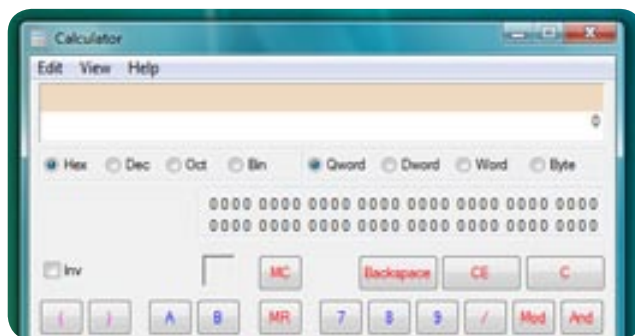 Calculator
Edit View Help
0
Hex Dec Oct Bin Qword Dword Word Byte
0000 0000 0000 0000 0000 0000 0000 0000
0000 0000 0000 0000 0000 0000 0000 0000
Inv MC Backspace CE C
( ) A B MR 7 8 9 / Mod And